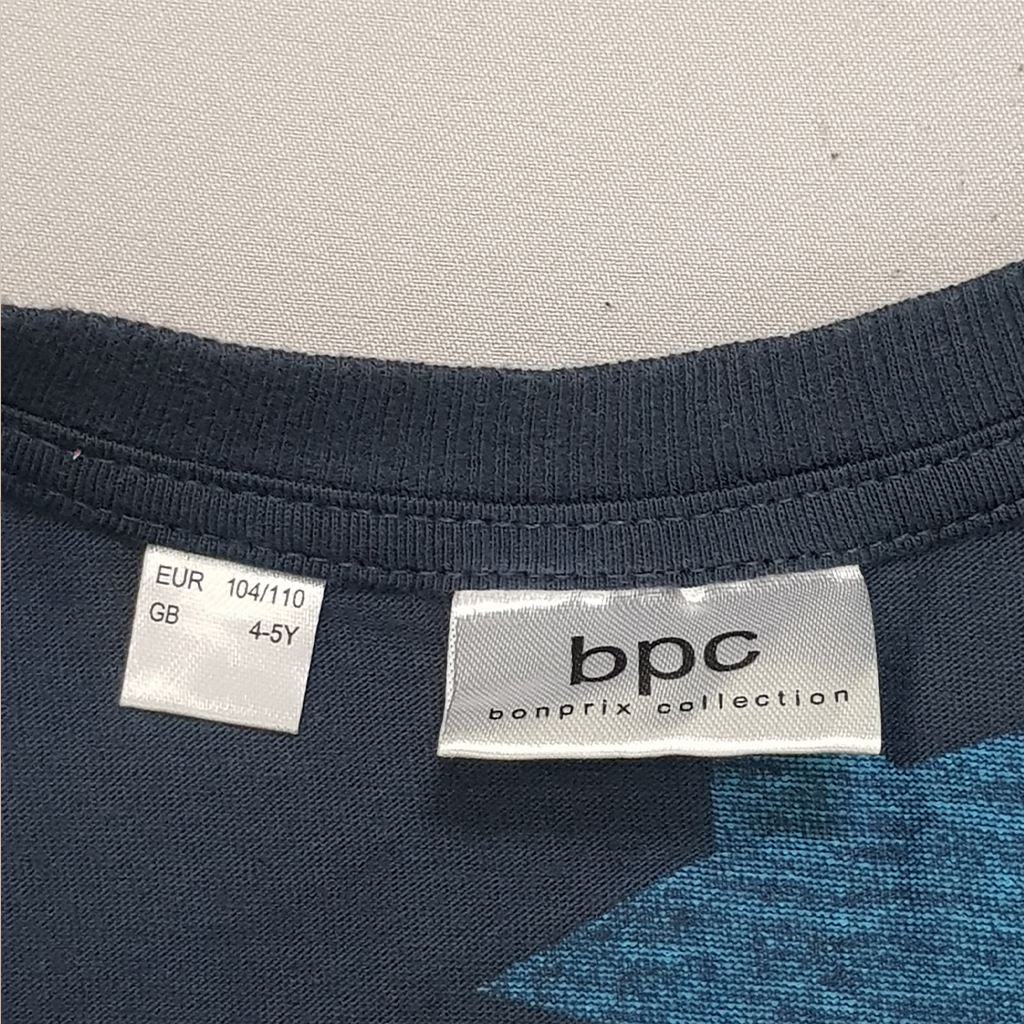 EUR 104/110
GB 4-5Y
bpc
bonprix collection